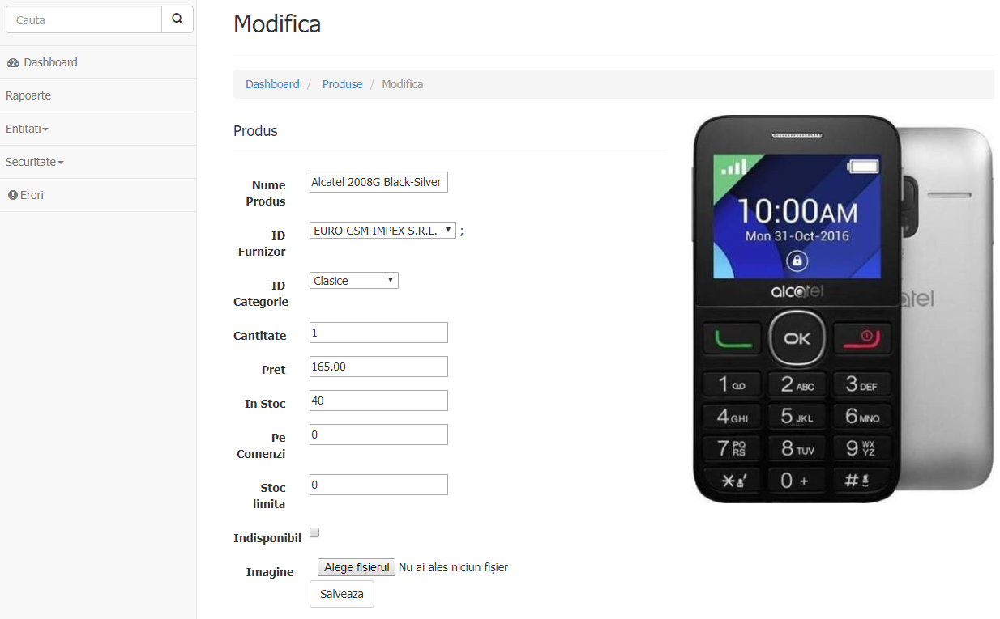 Cauta
Dashboard
Rapoarte
Entitati
Securitate
Erori
Modifica
Dashboard / Produse / Modifica
Produs
Nume Produs
Alcatel 2008G Black-Silver
ID Furnizor
EURO GSM IMPEX S.R.L. ;
ID Categorie
Clasice
Cantitate
1
Pret
165.00
In Stoc
40
Pe Comenzi
0
Stoc limita
0
Indisponibil
Imagine
Alege fișierul Nu ai ales niciun fișier
Salveaza
10:00AM
Mon 31-Oct-2016
alcatel
atel
OK
1 2 ABC 3 DEF
4 GHI 5 JKL 6 MNO
7 PQRS 8 TUV 9 WXYZ
* 0 + #